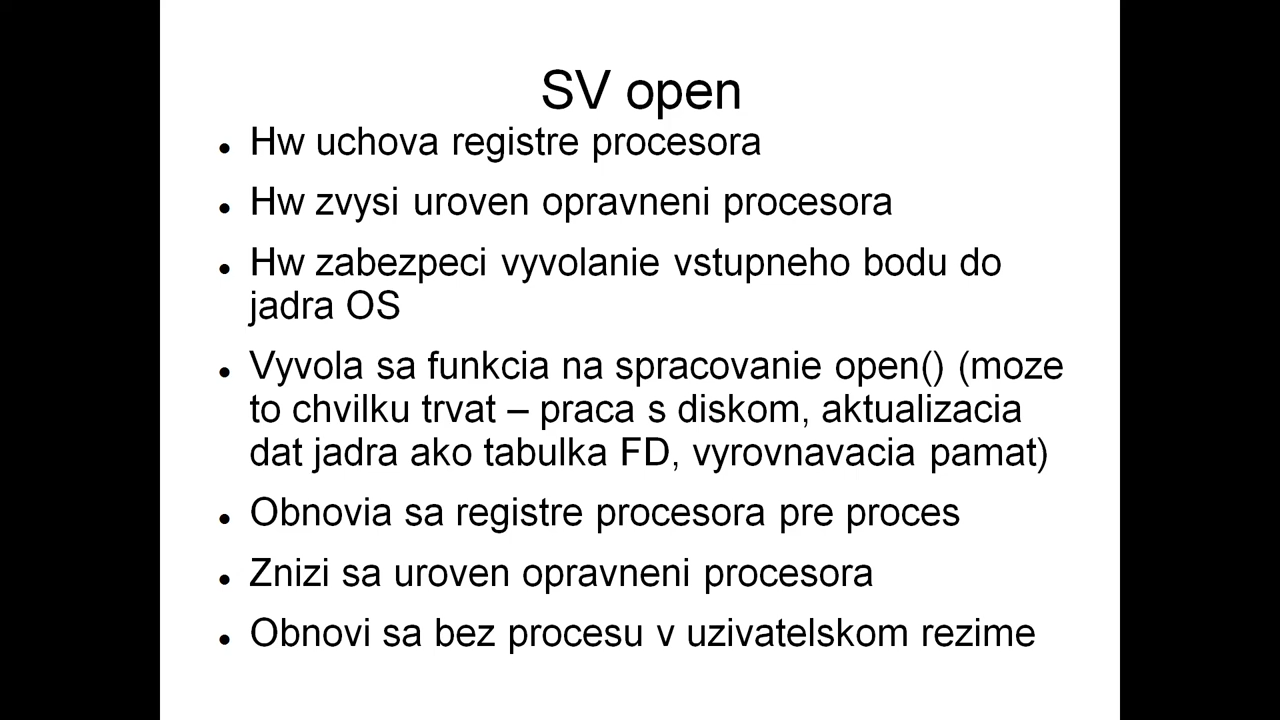 SV open
Hw uchova registre procesora
Hw zvysi uroven opravneni procesora
Hw zabezpeci vyvolanie vstupneho bodu do
jadra OS
Vyvola sa funkcia na spracovanie open() (moze
to chvilku trvat – praca s diskom, aktualizacia
dat jadra ako tabulka FD, vyrovnavacia pamat)
Obnovia sa registre procesora pre proces
Znizi sa uroven opravneni procesora
Obnovi sa bez procesu v uzivatelskom rezime